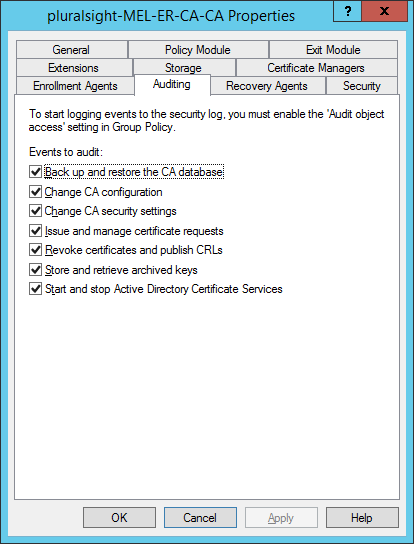 pluralsight-MEL-ER-CA-CA Properties
?
x
General
Policy Module
Exit Module
Extensions
Storage
Certificate Managers
Enrollment Agents
Auditing
Recovery Agents
Security
To start logging events to the security log, you must enable the 'Audit object
access' setting in Group Policy.
Events to audit:
Back up and restore the CA database
Change CA configuration
Change CA security settings
Issue and manage certificate requests
Revoke certificates and publish CRLs
Store and retrieve archived keys
Start and stop Active Directory Certificate Services
OK
Cancel
Apply
Help